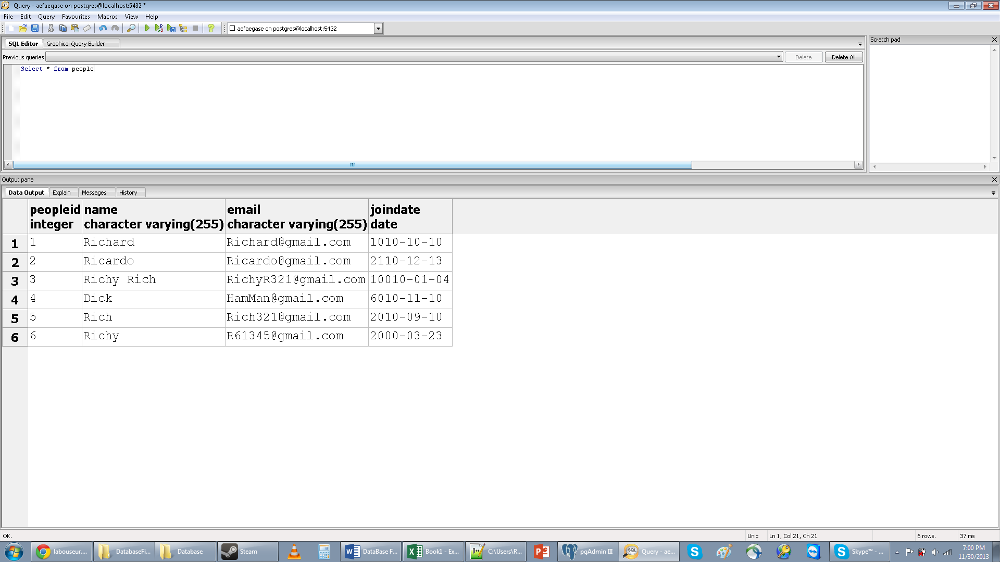 Query - aefaegase on postgres@localhost:5432 *
File Edit Query Favourites Macros View Help
aefaegase on postgres@localhost:5432
SQL Editor Graphical Query Builder
Scratch pad
Previous queries Delete Delete All
Select * from people
Output pane
Data Output Explain Messages History
peopleid name email joindate
integer character varying(255) character varying(255) date
1 1 Richard Richard@gmail.com 1010-10-10
2 2 Ricardo Ricardo@gmail.com 2110-12-13
3 3 Richy Rich RichyR321@gmail.com 10010-01-04
4 4 Dick HamMan@gmail.com 6010-11-10
5 5 Rich Rich321@gmail.com 2010-09-10
6 6 Richy R61345@gmail.com 2000-03-23
OK. Unix Ln 1, Col 21, Ch 21 6 rows. 37 ms
labouseur.... DatabaseFi... Database Steam DataBase F... Book1 - Ex... C:\Users\R... pgAdmin III Query - ae... Skype™ - ... 7:00 PM
11/30/2013